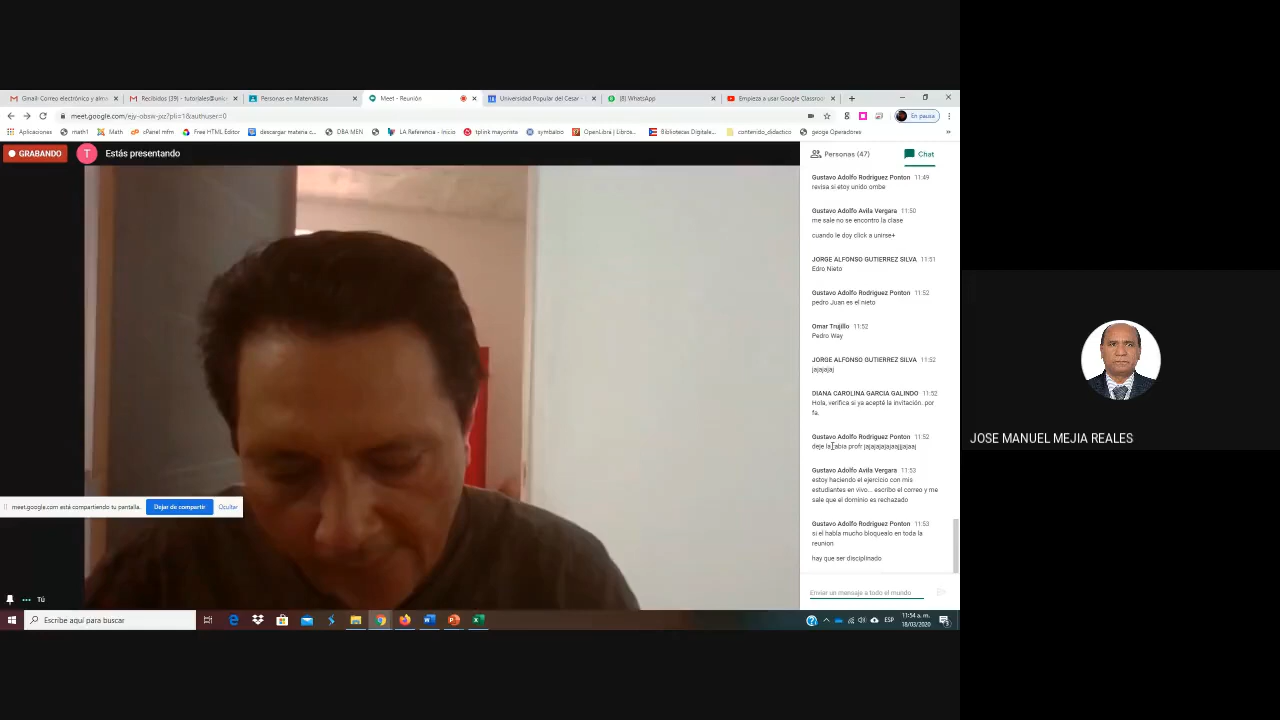 Gmail: Correo electrónico y alm
Recibidos (39) - tutoriales@unic
Personas en Matemáticas
Meet - Reunión
Universidad Popular del Cesar -
(8) WhatsApp
Empieza a usar Google Classroom
meet.google.com/ejy-obsw-jxz?pli=1&authuser=0
En pausa
Aplicaciones
math1
Math
cPanel mfm
Free HTML Editor
descargar materia c...
DBA MEN
LA Referencia - Inicio
tplink mayorista
symbaloo
OpenLibra | Libros...
Bibliotecas Digitale...
contenido_didactico
geoge Operadores
GRABANDO
T
Estás presentando
Personas (47)
Chat
Gustavo Adolfo Rodriguez Ponton 11:49
revisa si etoy unido ombe
Gustavo Adolfo Avila Vergara 11:50
me sale no se encontro la clase
cuando le doy click a unirse+
JORGE ALFONSO GUTIERREZ SILVA 11:51
Edro Nieto
Gustavo Adolfo Rodriguez Ponton 11:52
pedro Juan es el nieto
Omar Trujillo 11:52
Pedro Way
JORGE ALFONSO GUTIERREZ SILVA 11:52
jajajajaj
DIANA CAROLINA GARCIA GALINDO 11:52
Hola, verifica si ya acepté la invitación. por
fa.
Gustavo Adolfo Rodriguez Ponton 11:52
deje la rabia profr jajajajajaajjjajaaj
Gustavo Adolfo Avila Vergara 11:53
estoy haciendo el ejercicio con mis
estudiantes en vivo... escribo el correo y me
sale que el dominio es rechazado
Gustavo Adolfo Rodriguez Ponton 11:53
si el habla mucho bloquealo en toda la
reunion
hay que ser disciplinado
Enviar un mensaje a todo el mundo
meet.google.com está compartiendo tu pantalla.
Dejar de compartir
Ocultar
Tú
JOSE MANUEL MEJIA REALES
Escribe aquí para buscar
ESP
11:54 a. m.
18/03/2020